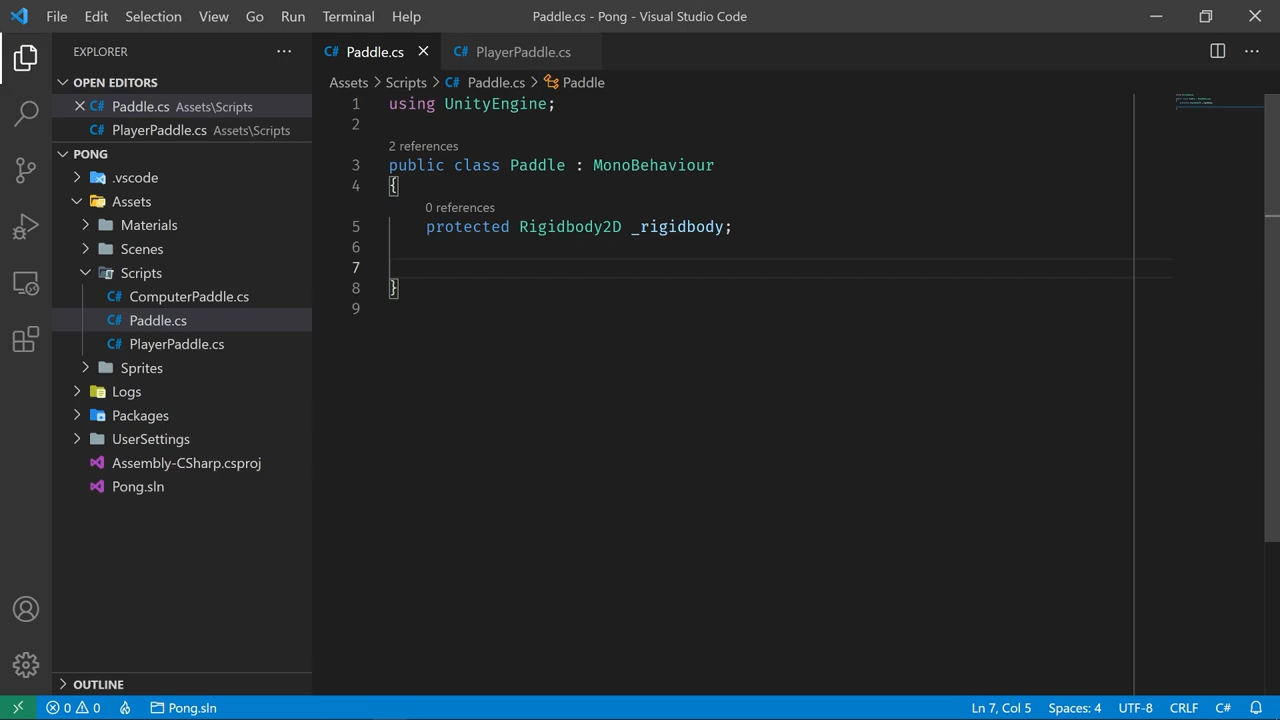 File Edit Selection View Go Run Terminal Help Paddle.cs - Pong - Visual Studio Code
EXPLORER
OPEN EDITORS
C# Paddle.cs Assets\Scripts
C# PlayerPaddle.cs Assets\Scripts
PONG
.vscode
Assets
Materials
Scenes
Scripts
C# ComputerPaddle.cs
C# Paddle.cs
C# PlayerPaddle.cs
Sprites
Logs
Packages
UserSettings
Assembly-CSharp.csproj
Pong.sln
OUTLINE
C# Paddle.cs C# PlayerPaddle.cs
Assets > Scripts > C# Paddle.cs > Paddle
1 using UnityEngine;
2
2 references
3 public class Paddle : MonoBehaviour
4 {
0 references
5 protected Rigidbody2D _rigidbody;
6
7
8 }
9
0 0 Pong.sln Ln 7, Col 5 Spaces: 4 UTF-8 CRLF C#